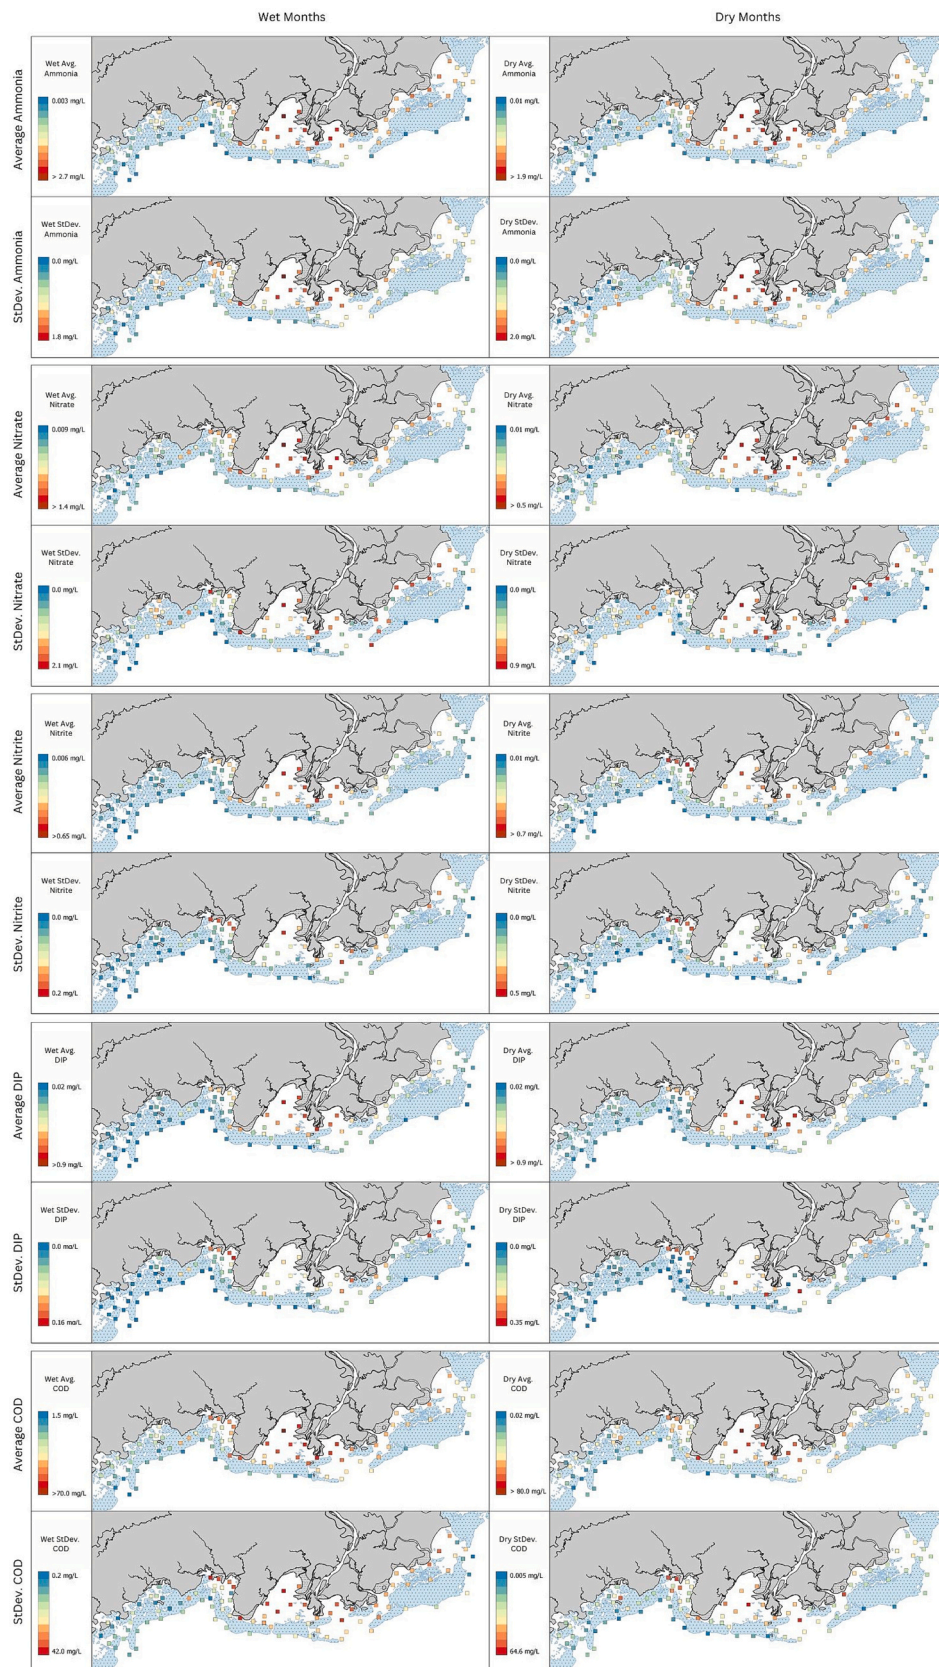 Wet Months
Dry Months
Average Ammonia
Wet Avg.
Ammonia
0.003 mg/L
> 2.7 mg/L
Dry Avg.
Ammonia
0.01 mg/L
> 1.9 mg/L
StDev. Ammonia
Wet StDev.
Ammonia
0.0 mg/L
1.8 mg/L
Dry StDev.
Ammonia
0.0 mg/L
2.0 mg/L
Average Nitrate
Wet Avg.
Nitrate
0.009 mg/L
> 1.4 mg/L
Dry Avg.
Nitrate
0.01 mg/L
> 0.5 mg/L
StDev. Nitrate
Wet StDev.
Nitrate
0.0 mg/L
2.1 mg/L
Dry StDev.
Nitrate
0.0 mg/L
0.9 mg/L
Average Nitrite
Wet Avg.
Nitrite
0.006 mg/L
>0.65 mg/L
Dry Avg.
Nitrite
0.01 mg/L
> 0.7 mg/L
StDev. Nitrite
Wet StDev.
Nitrite
0.0 mg/L
0.2 mg/L
Dry StDev.
Nitrite
0.0 mg/L
0.5 mg/L
Average DIP
Wet Avg.
DIP
0.02 mg/L
>0.9 mg/L
Dry Avg.
DIP
0.02 mg/L
> 0.9 mg/L
StDev. DIP
Wet StDev.
DIP
0.0 mg/L
0.16 mg/L
Dry StDev.
DIP
0.0 mg/L
0.35 mg/L
Average COD
Wet Avg.
COD
1.5 mg/L
>70.0 mg/L
Dry Avg.
COD
0.02 mg/L
> 80.0 mg/L
StDev. COD
Wet StDev.
COD
0.2 mg/L
42.0 mg/L
Dry StDev.
COD
0.005 mg/L
64.6 mg/L